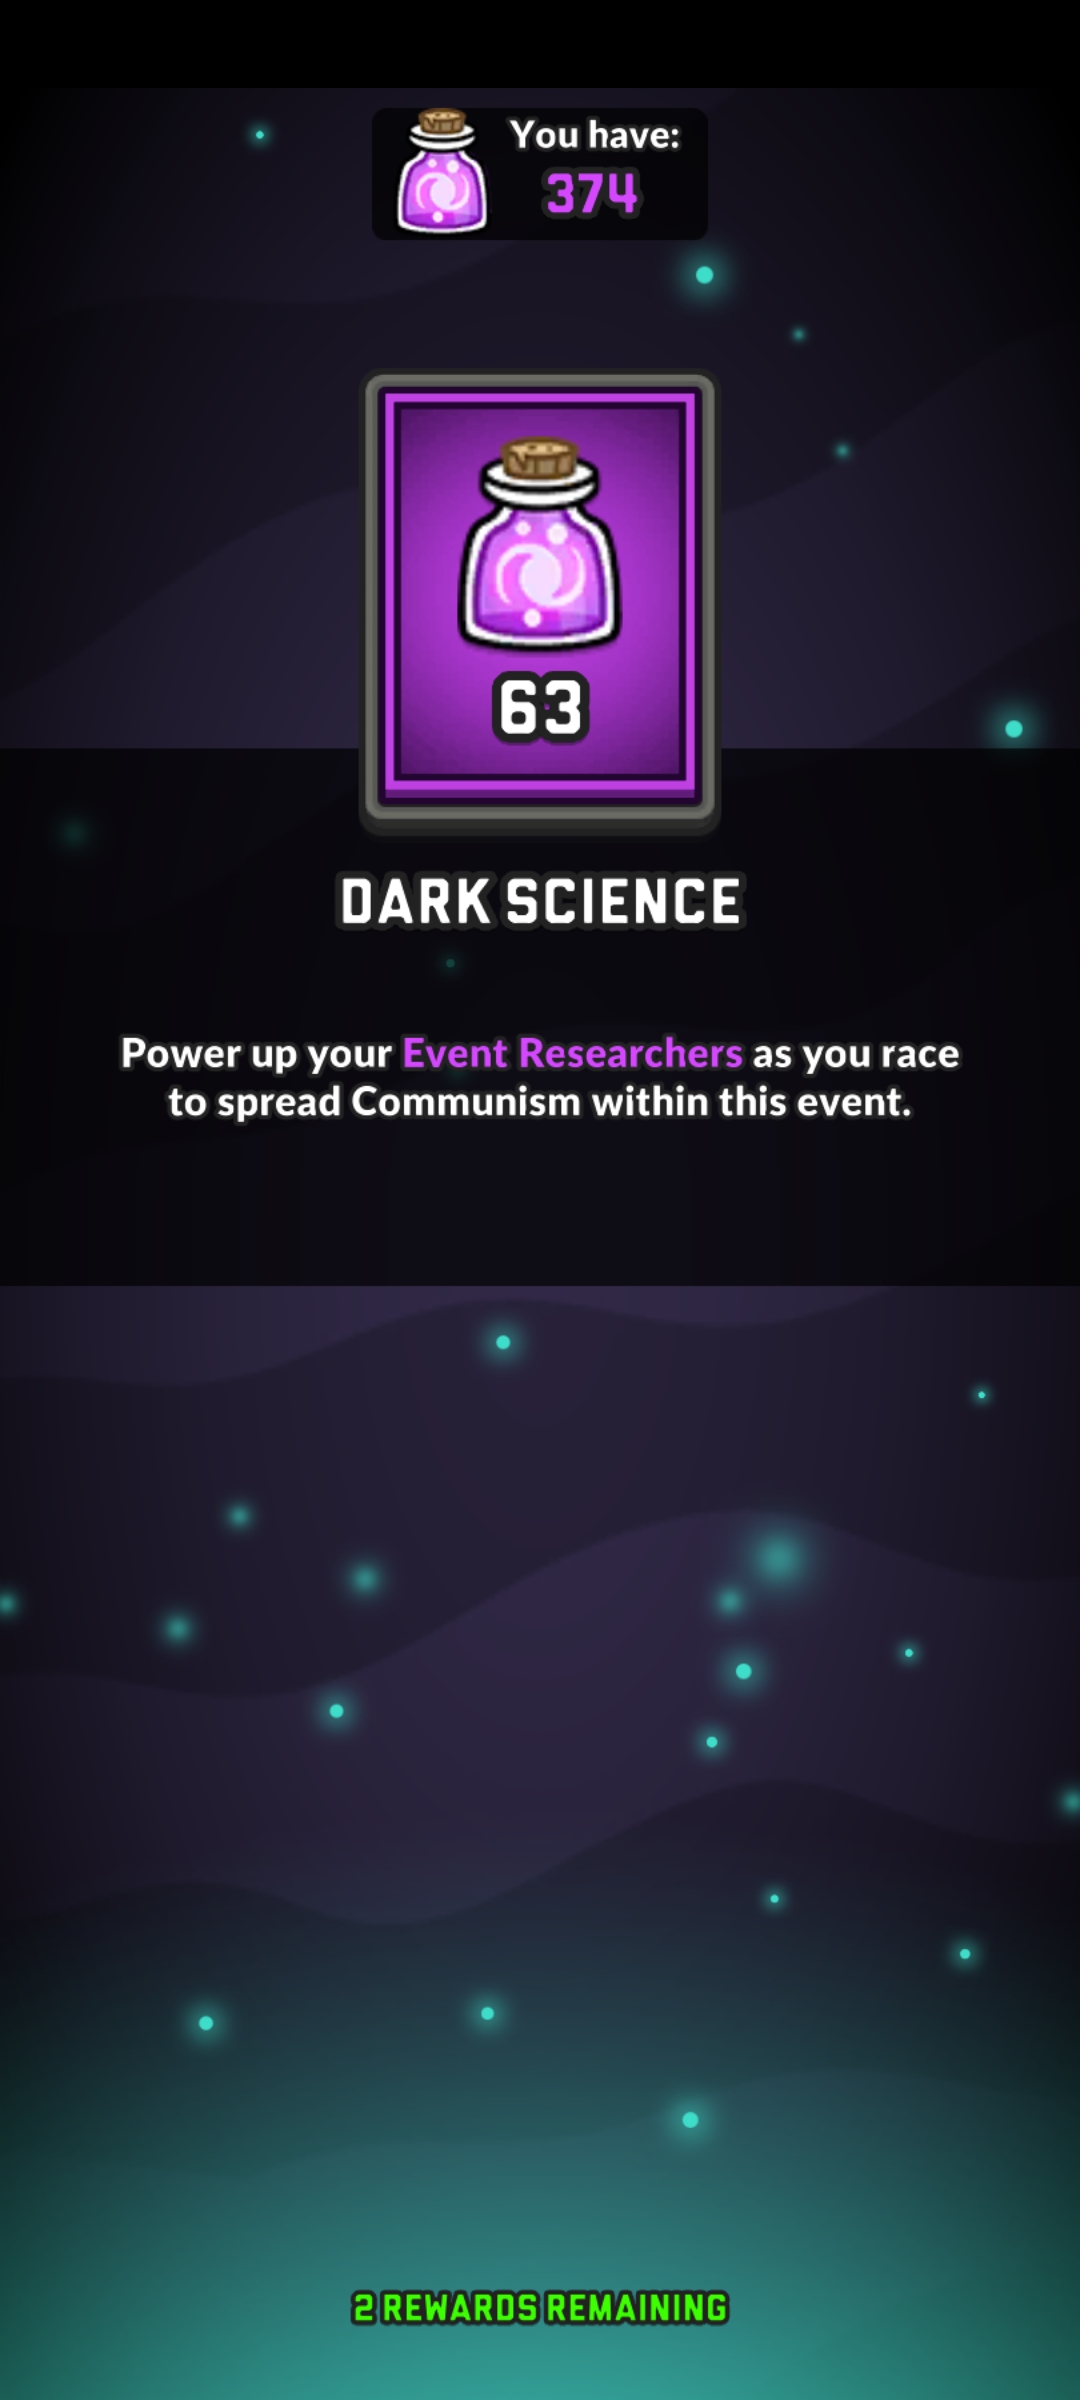 You have:
374
63
DARK SCIENCE
Power up your Event Researchers as you race
to spread Communism within this event.
2 REWARDS REMAINING